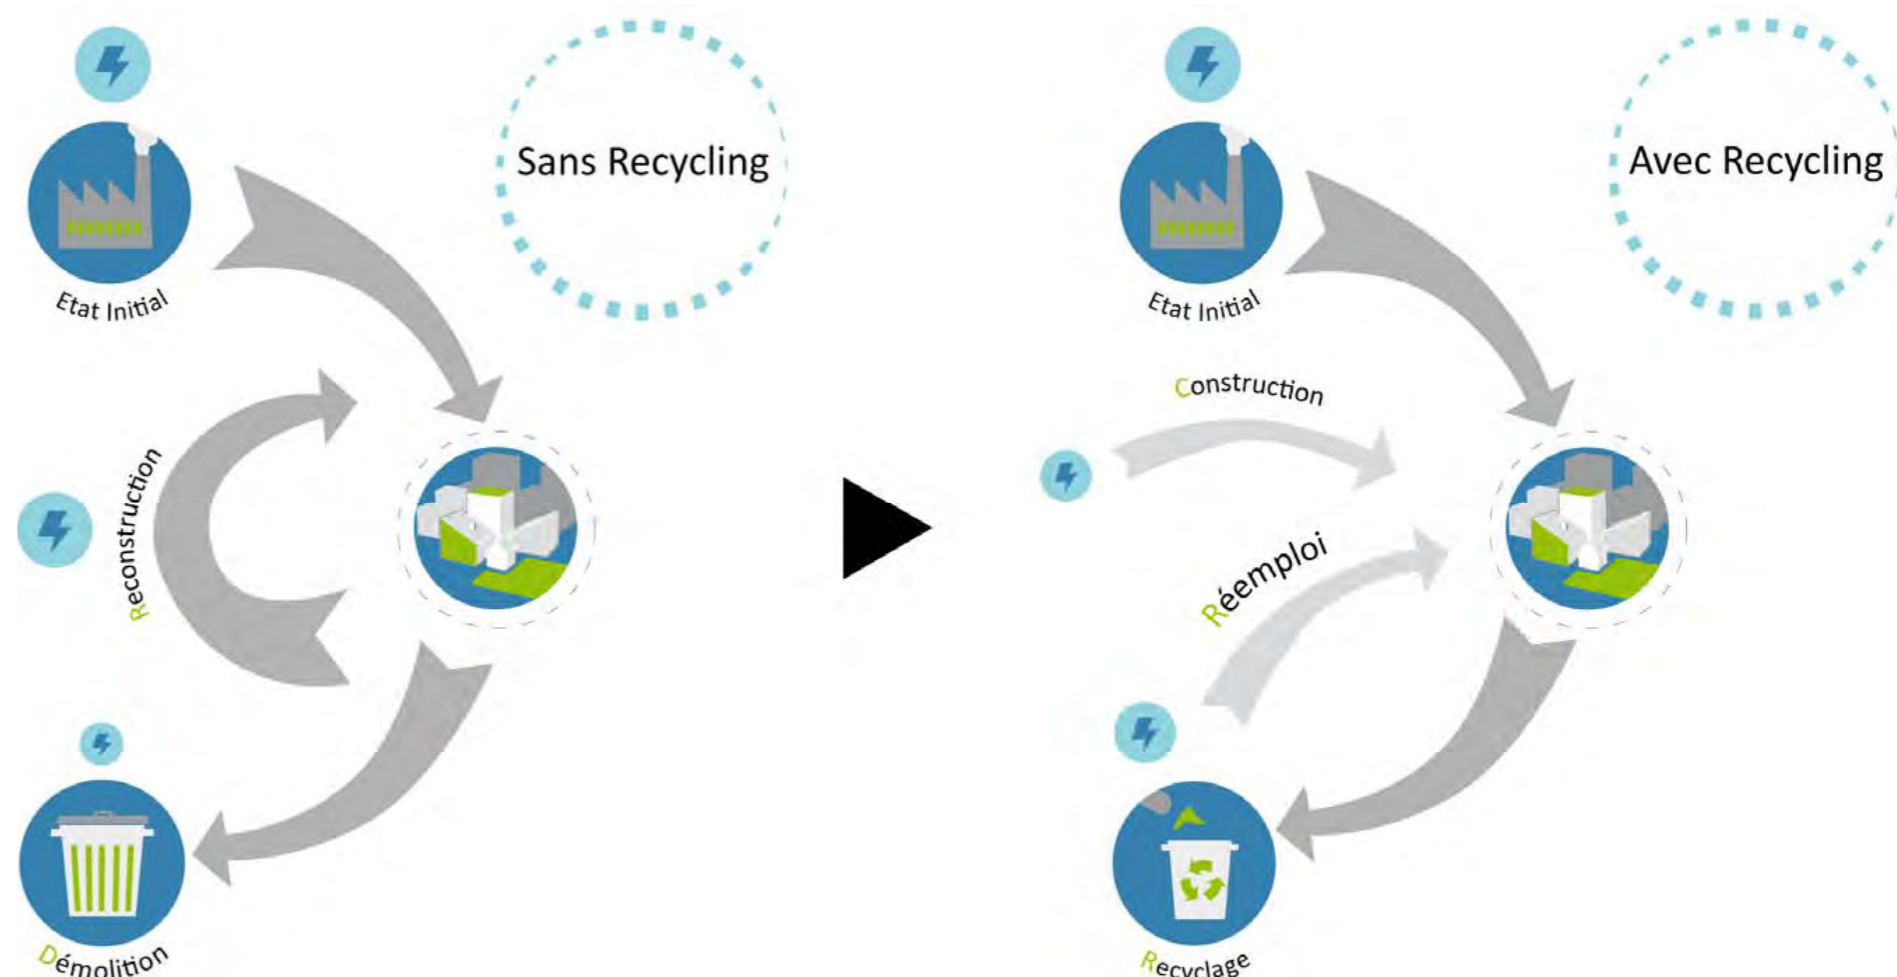 Sans Recycling
Etat Initial
Reconstruction
Démolition
Avec Recycling
Etat Initial
Construction
Réemploi
Recyclage